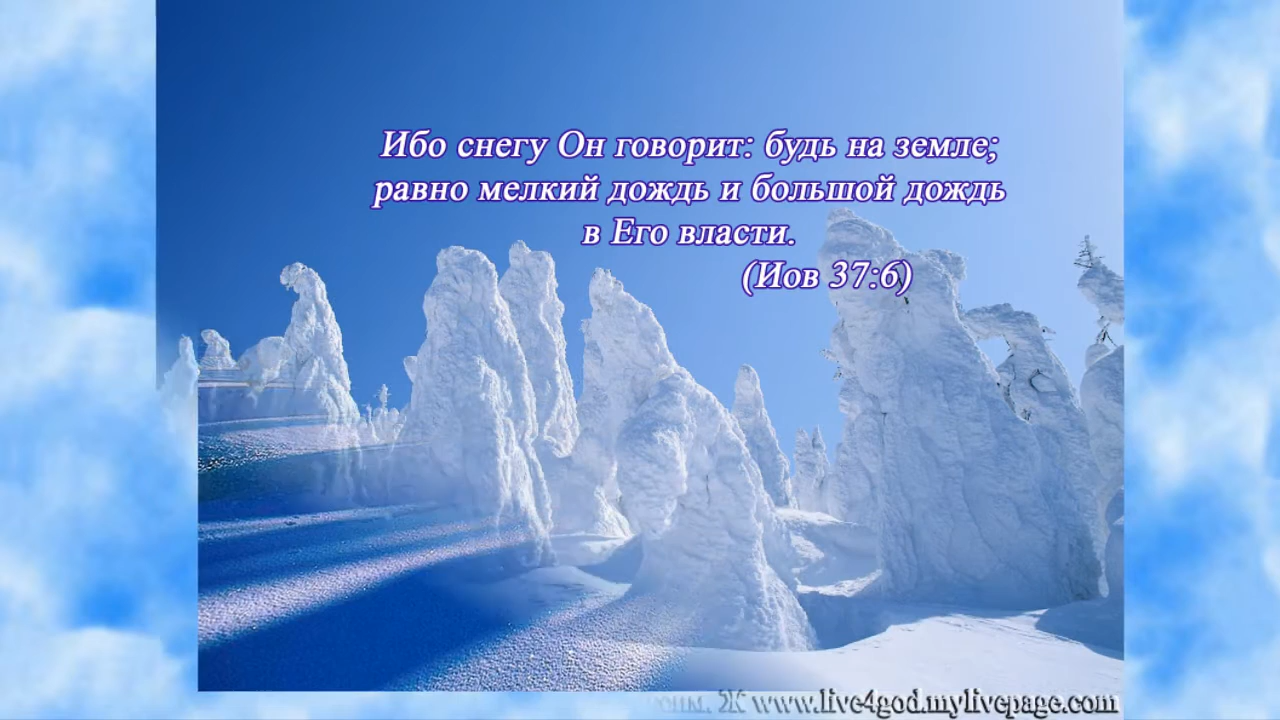 Ибо снегу Он говорит: будь на земле;
равно мелкий дождь и большой дождь
в Его власти.
(Иов 37:6)
Ж www.live4god.mylivepage.com